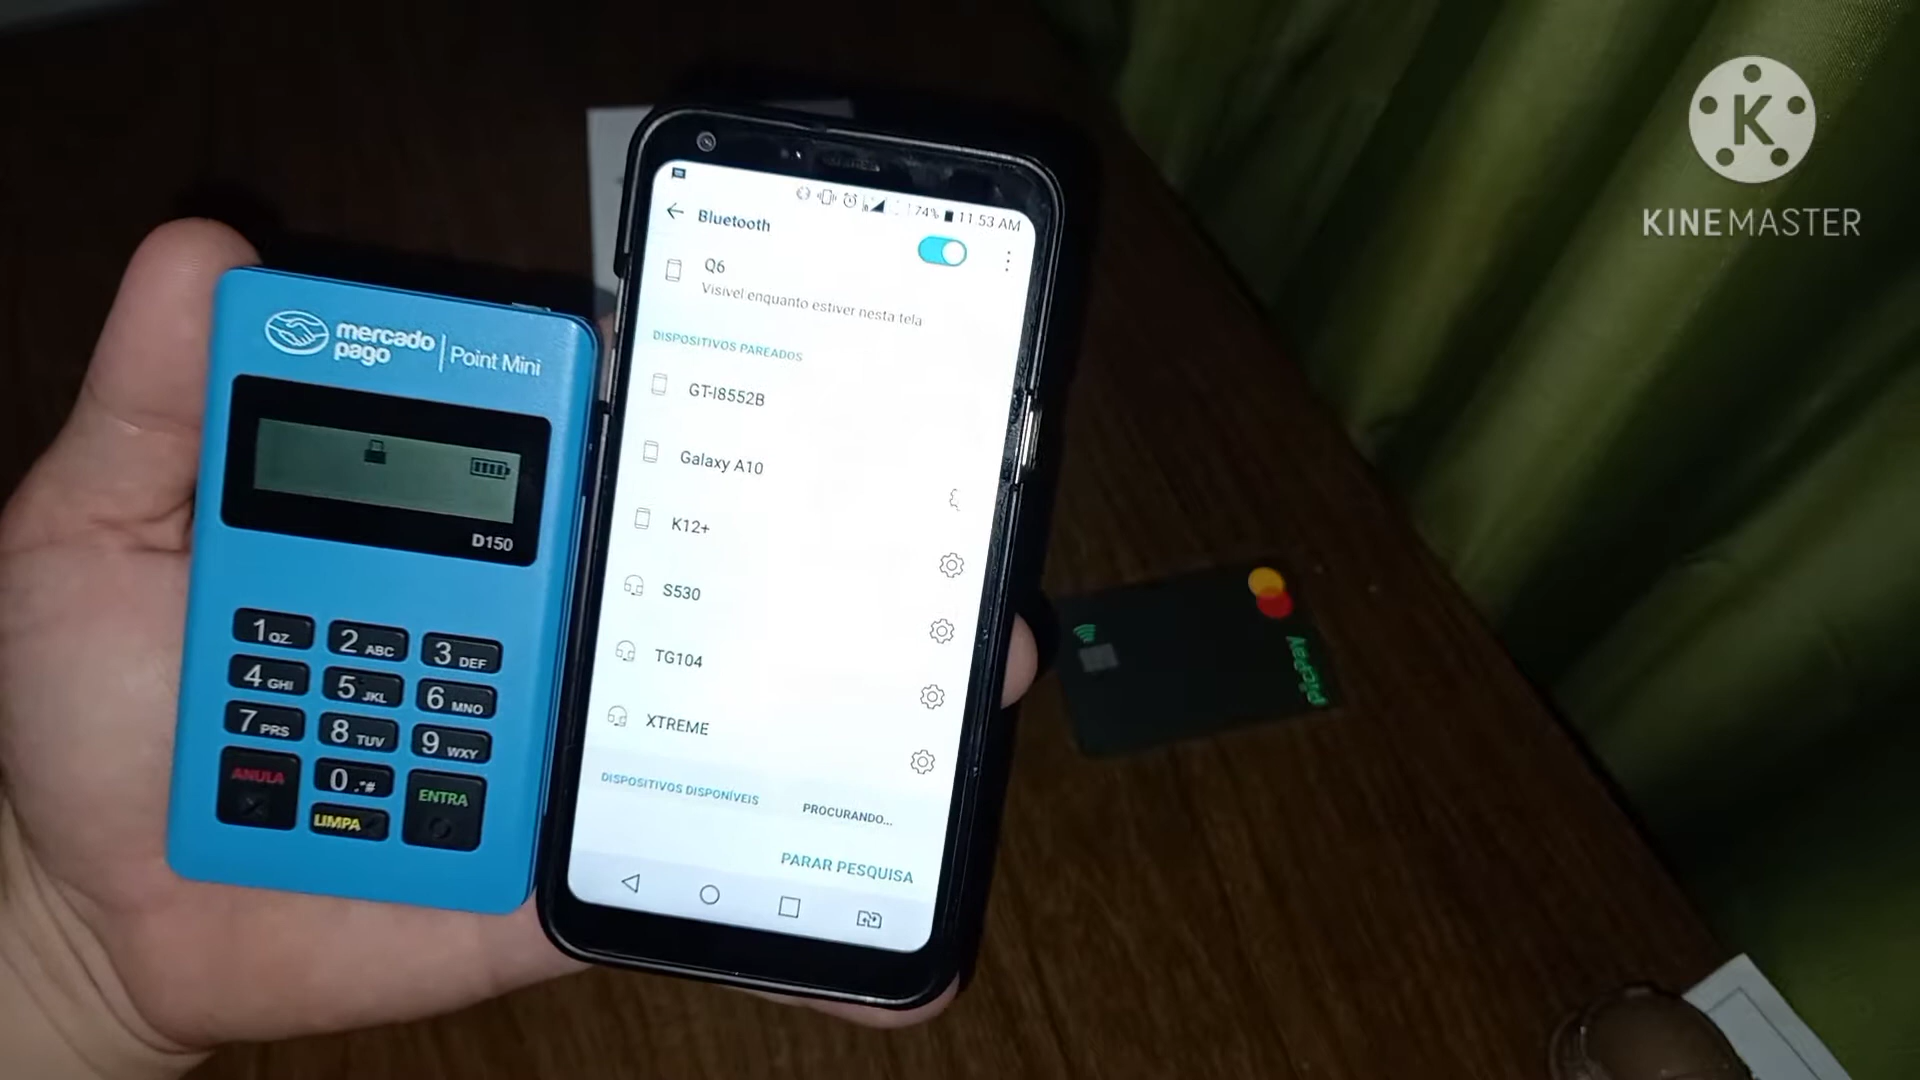 K
KINEMASTER
mercado
pago
Point Mini
D150
1 QZ.
2 ABC
3 DEF
4 GHI
5 JKL
6 MNO
7 PRS
8 TUV
9 WXY
ANULA
0 .*#
ENTRA
LIMPA
74% 11:53 AM
Bluetooth
Q6
Visível enquanto estiver nesta tela
DISPOSITIVOS PAREADOS
GT-I8552B
Galaxy A10
K12+
S530
TG104
XTREME
DISPOSITIVOS DISPONÍVEIS
PROCURANDO...
PARAR PESQUISA
PicPay